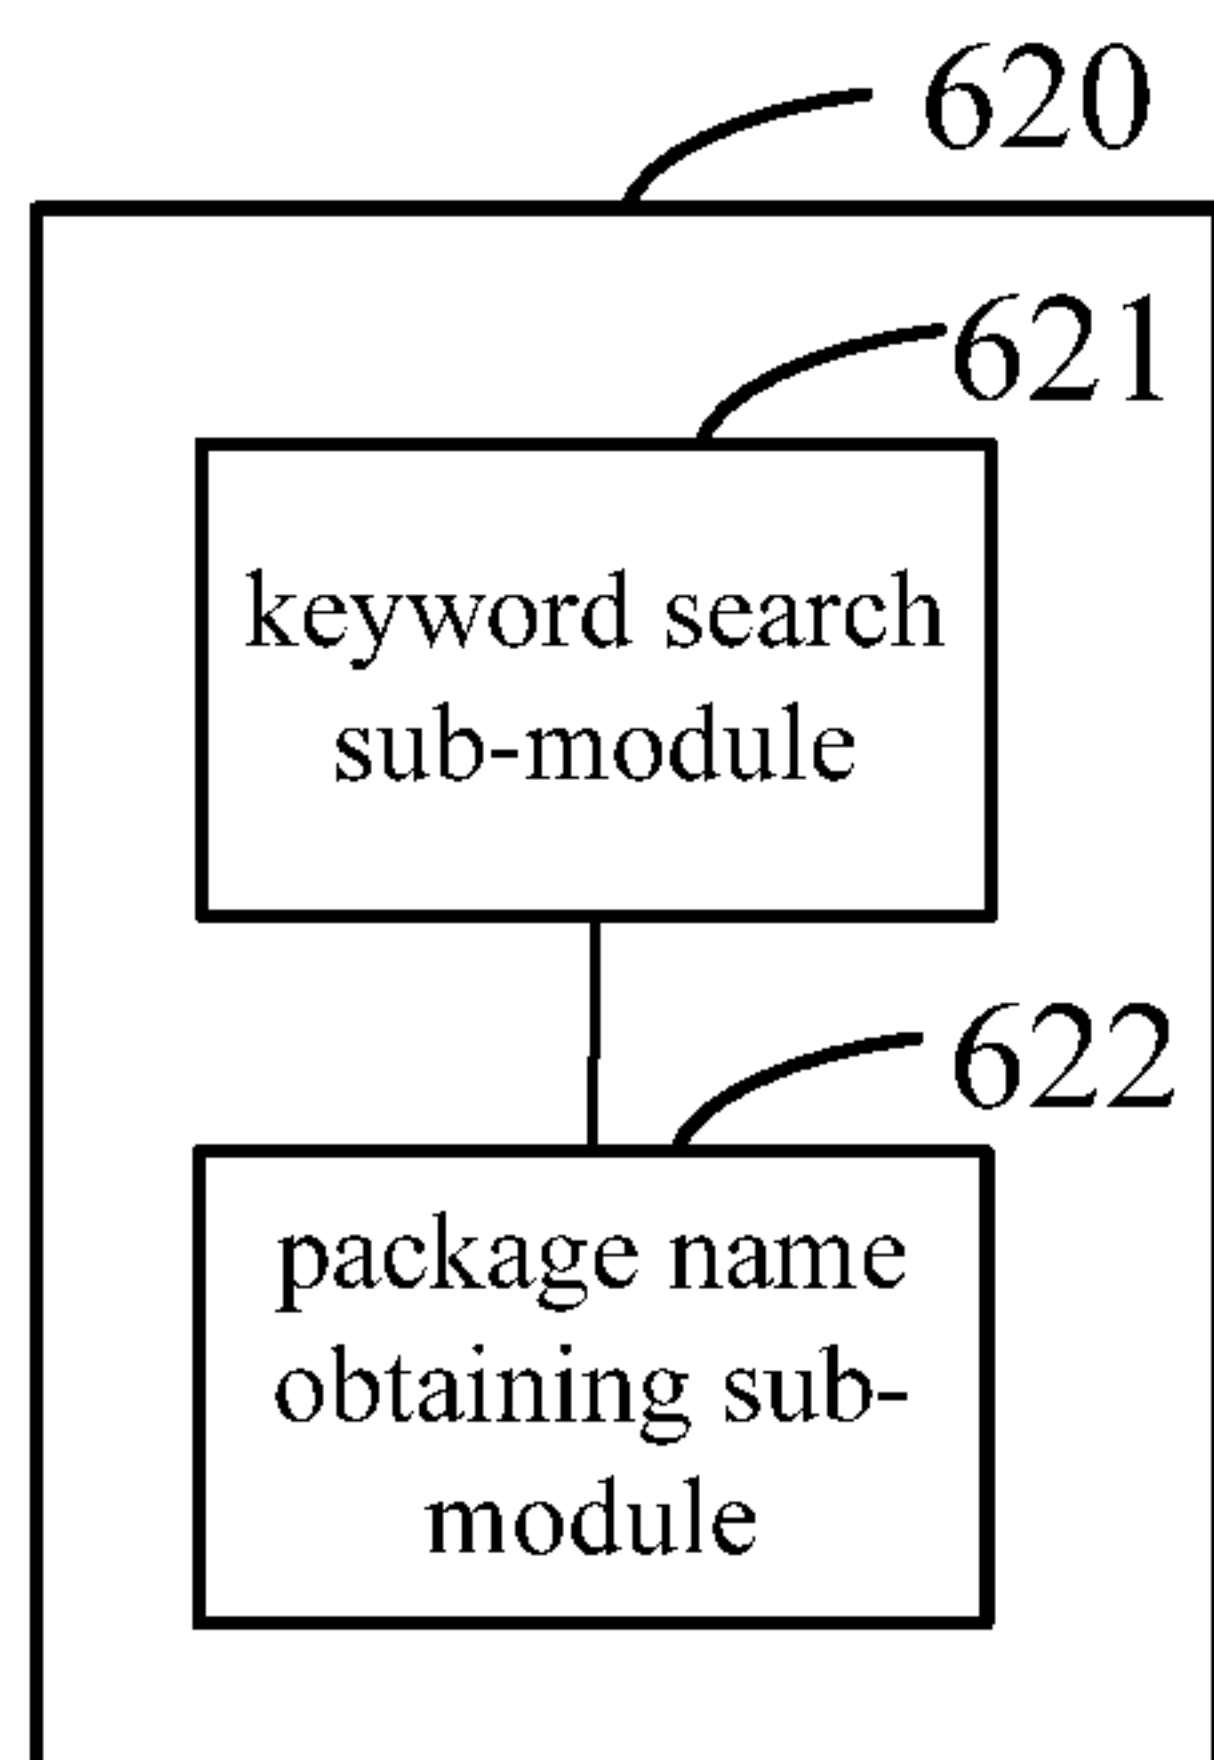 620
621
keyword search
sub-module
622
package name
obtaining sub-
module